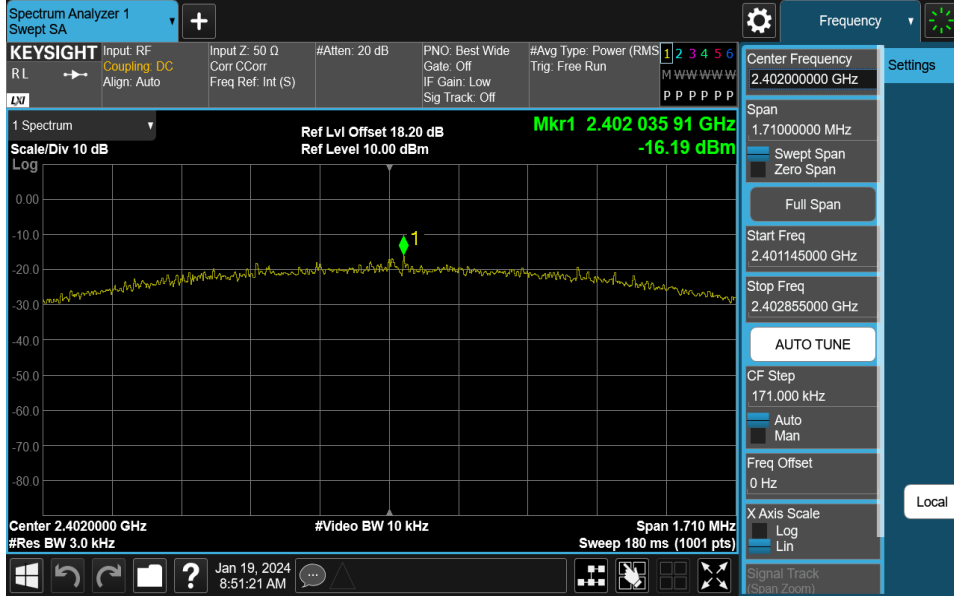 Spectrum Analyzer 1
Swept SA
+
Frequency
KEYSIGHT
R L
LXI
Input: RF
Coupling: DC
Align: Auto
Input Z: 50 Ω
Corr CCorr
Freq Ref: Int (S)
#Atten: 20 dB
PNO: Best Wide
Gate: Off
IF Gain: Low
Sig Track: Off
#Avg Type: Power (RMS
Trig: Free Run
1 2 3 4 5 6
M W W W W W
P P P P P P
1 Spectrum
Scale/Div 10 dB
Ref Lvl Offset 18.20 dB
Ref Level 10.00 dBm
Mkr1 2.402 035 91 GHz
-16.19 dBm
Log
0.00
-10.0
-20.0
-30.0
-40.0
-50.0
-60.0
-70.0
-80.0
1
Center 2.4020000 GHz
#Res BW 3.0 kHz
#Video BW 10 kHz
Span 1.710 MHz
Sweep 180 ms (1001 pts)
Center Frequency
2.402000000 GHz
Span
1.71000000 MHz
Swept Span
Zero Span
Full Span
Start Freq
2.401145000 GHz
Stop Freq
2.402855000 GHz
AUTO TUNE
CF Step
171.000 kHz
Auto
Man
Freq Offset
0 Hz
X Axis Scale
Log
Lin
Signal Track
(Span Zoom)
Settings
Local
?
Jan 19, 2024
8:51:21 AM